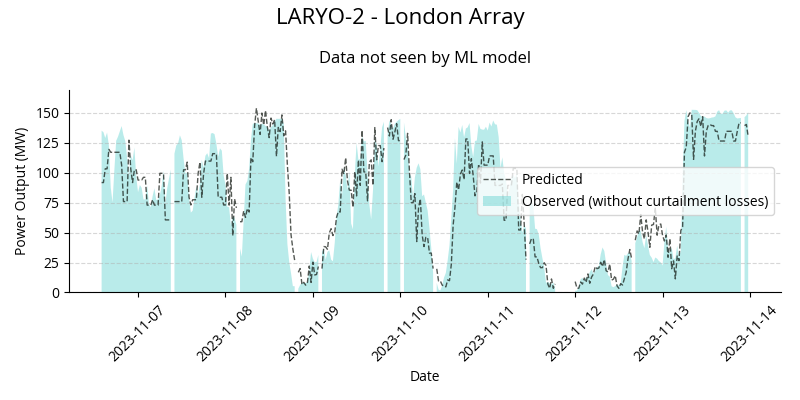 LARYO-2 - London Array
Data not seen by ML model
Power Output (MW)
150
125
100
75
50
25
0
Predicted
Observed (without curtailment losses)
2023-11-07
2023-11-08
2023-11-09
2023-11-10
2023-11-11
2023-11-12
2023-11-13
2023-11-14
Date